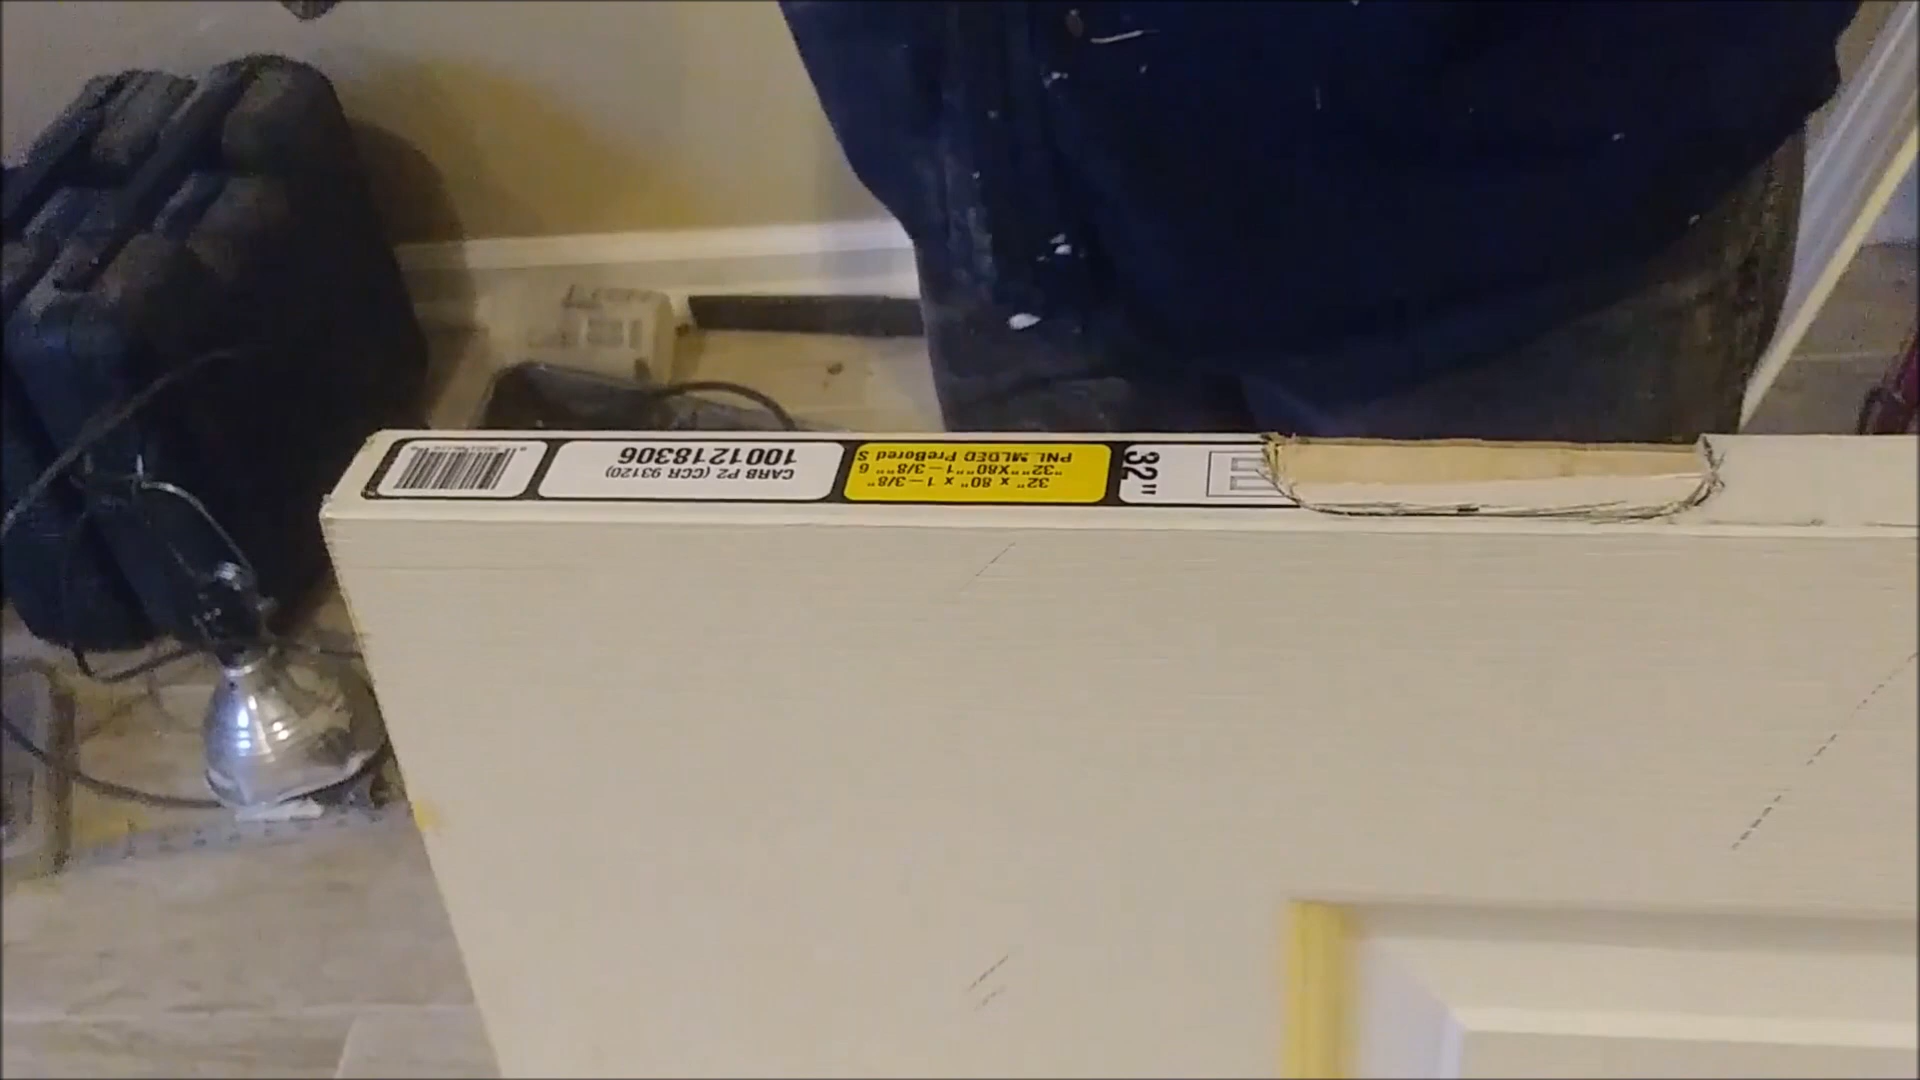 32"
32" x 80" x 1-3/8"
"32""X80""1-3/8" 6
PNL MLDED PreBored S
CARB P2 (CCR 93120)
1001218306